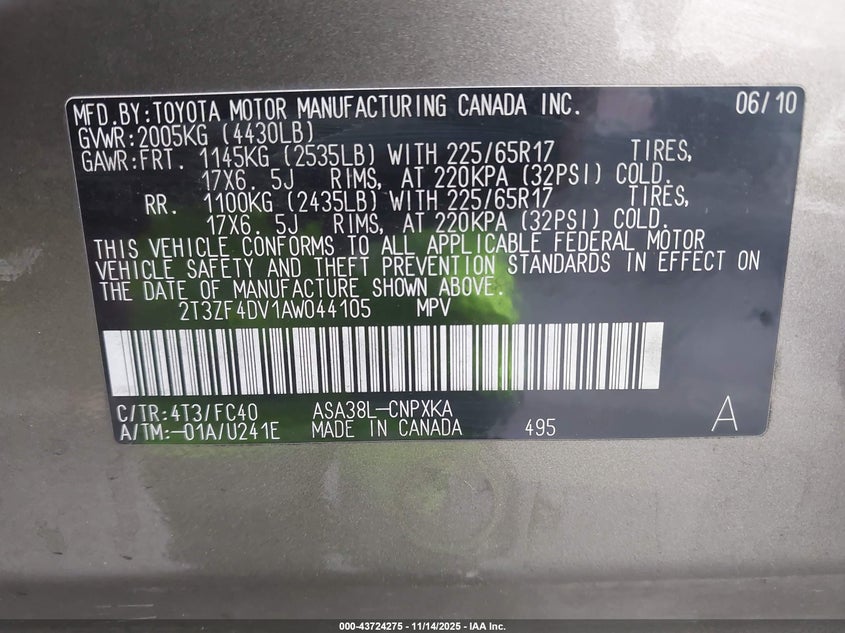 MFD.BY:TOYOTA MOTOR MANUFACTURING CANADA INC. 06/10
GVWR:2005KG (4430LB)
GAWR:FRT. 1145KG (2535LB) WITH 225/65R17 TIRES,
17X6. 5J RIMS, AT 220KPA (32PSI) COLD.
RR. 1100KG (2435LB) WITH 225/65R17 TIRES,
17X6. 5J RIMS, AT 220KPA (32PSI) COLD.
THIS VEHICLE CONFORMS TO ALL APPLICABLE FEDERAL MOTOR
VEHICLE SAFETY AND THEFT PREVENTION STANDARDS IN EFFECT ON
THE DATE OF MANUFACTURE SHOWN ABOVE.
2T3ZF4DV1AW044105 MPV
C/TR:4T3/FC40 ASA38L-CNPXKA
A/TM:-01A/U241E MADE IN CANADA 495 A
000-43724275 - 11/14/2025 - IAA Inc.